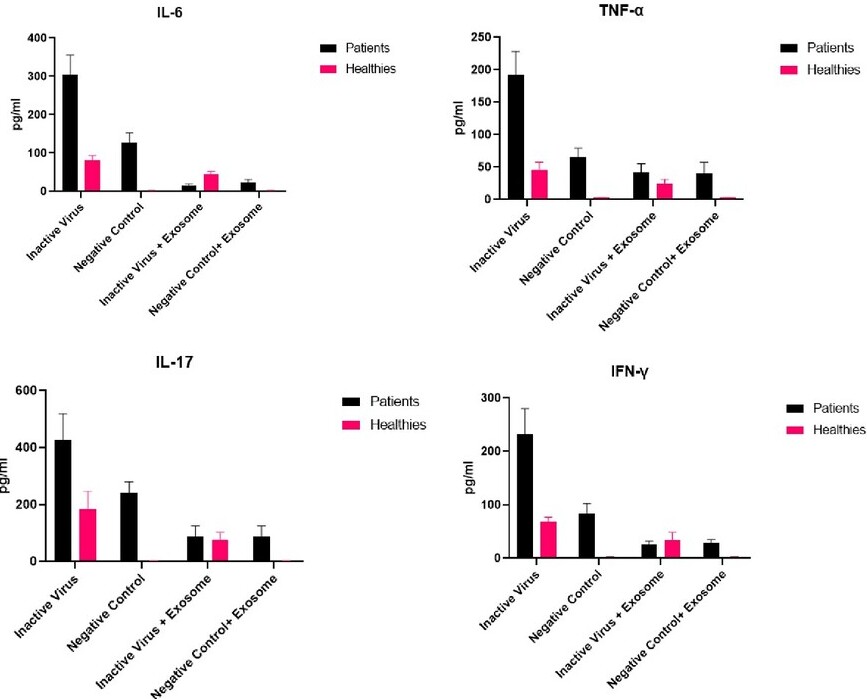 IL-6
400
300
200
100
0
pg/ml
Patients
Healthies
Inactive Virus
Negative Control
Inactive Virus + Exosome
Negative Control+ Exosome
TNF-α
250
200
150
100
50
0
pg/ml
Patients
Healthies
Inactive Virus
Negative Control
Inactive Virus + Exosome
Negative Control+ Exosome
IL-17
600
400
200
0
pg/ml
Patients
Healthies
Inactive Virus
Negative Control
Inactive Virus + Exosome
Negative Control+ Exosome
IFN-γ
300
200
100
0
pg/ml
Patients
Healthies
Inactive Virus
Negative Control
Inactive Virus + Exosome
Negative Control+ Exosome